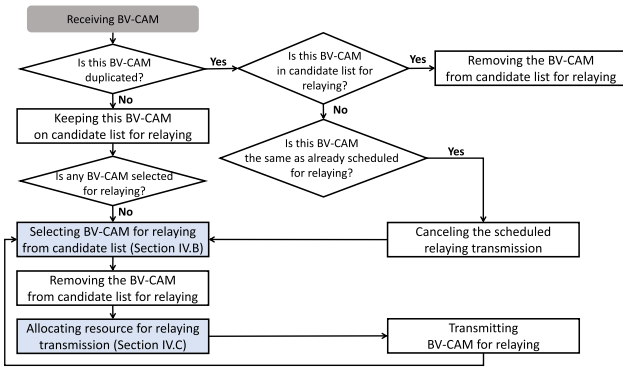 Receiving BV-CAM
Is this BV-CAM
duplicated?
Yes
Is this BV-CAM
in candidate list for
relaying?
Yes
Removing the BV-CAM
from candidate list for relaying
No
No
Keeping this BV-CAM
on candidate list for relaying
Is this BV-CAM
the same as already scheduled
for relaying?
Yes
Is any BV-CAM selected
for relaying?
No
Selecting BV-CAM for relaying
from candidate list (Section IV.B)
Canceling the scheduled
relaying transmission
Removing the BV-CAM
from candidate list for relaying
Allocating resource for relaying
transmission (Section IV.C)
Transmitting
BV-CAM for relaying